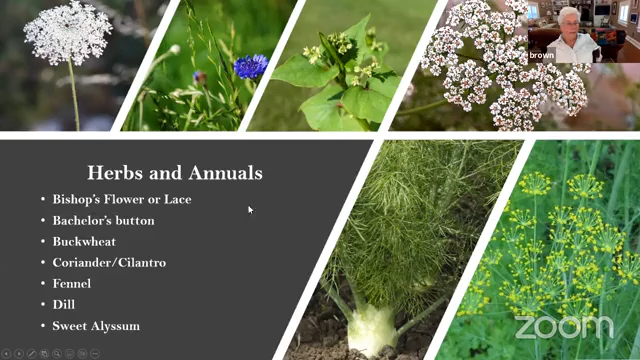 brown
Herbs and Annuals
• Bishop's Flower or Lace
• Bachelor's button
• Buckwheat
• Coriander/Cilantro
• Fennel
• Dill
• Sweet Alyssum
zoom